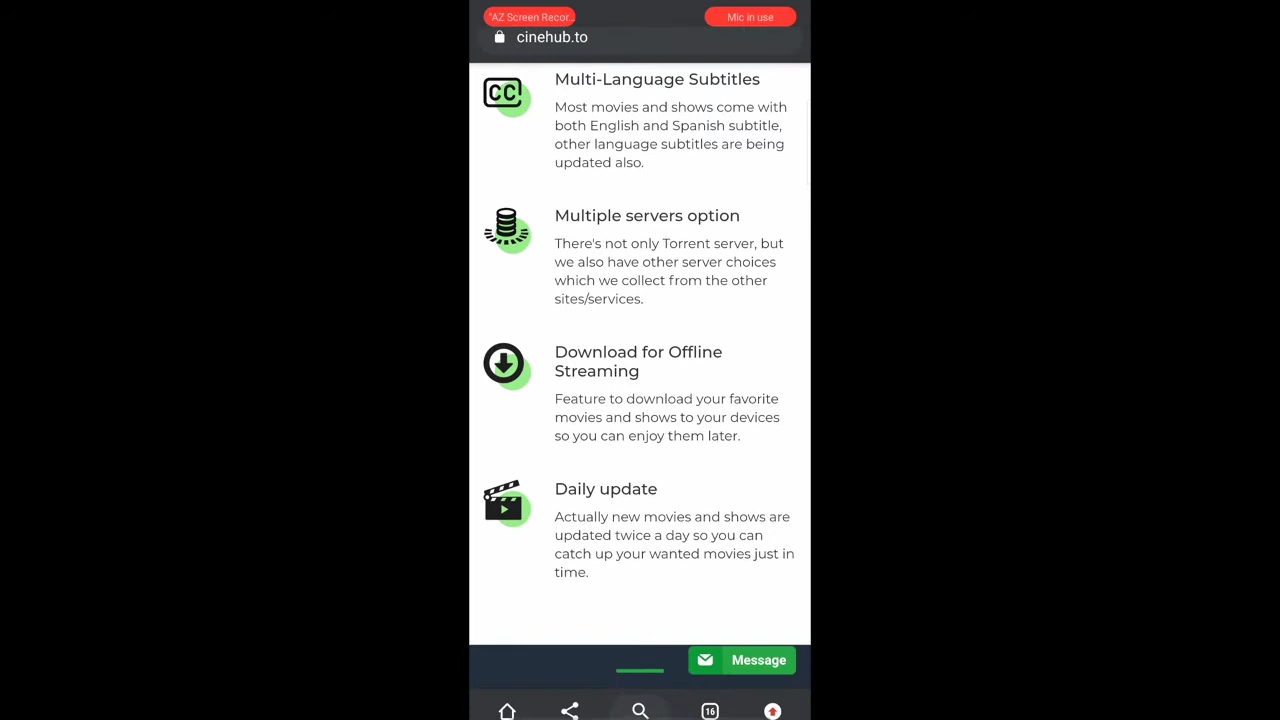 "AZ Screen Recor...
Mic in use
cinehub.to
CC
Multi-Language Subtitles
Most movies and shows come with
both English and Spanish subtitle,
other language subtitles are being
updated also.
Multiple servers option
There's not only Torrent server, but
we also have other server choices
which we collect from the other
sites/services.
Download for Offline
Streaming
Feature to download your favorite
movies and shows to your devices
so you can enjoy them later.
Daily update
Actually new movies and shows are
updated twice a day so you can
catch up your wanted movies just in
time.
Message
16